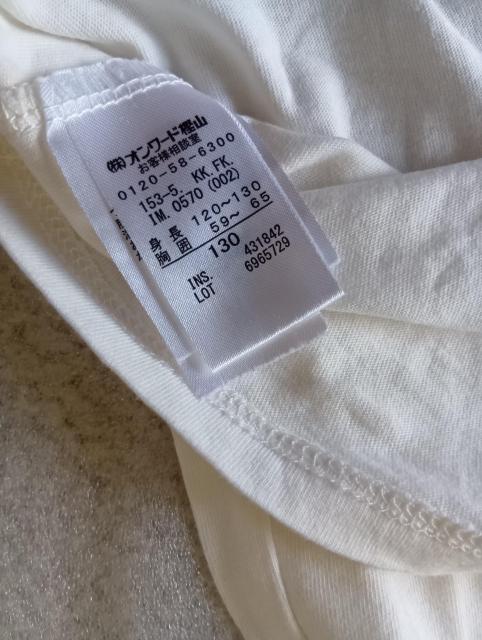 (株)オンワード樫山
お客様相談室
0120-58-6300
153-5. KK. FK.
IM. 0570 (002)
身長 120〜130
胸囲 59〜 65
130
INS. 431842
LOT 6965729